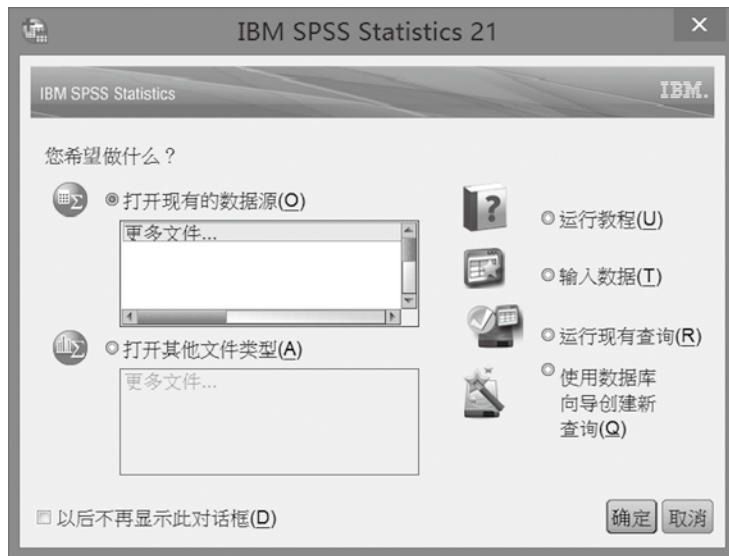 IBM SPSS Statistics 21
IBM SPSS Statistics
IBM.
您希望做什么？
打开现有的数据源(O)
更多文件...
打开其他文件类型(A)
更多文件...
运行教程(U)
输入数据(T)
运行现有查询(R)
使用数据库
向导创建新
查询(Q)
以后不再显示此对话框(D)
确定
取消